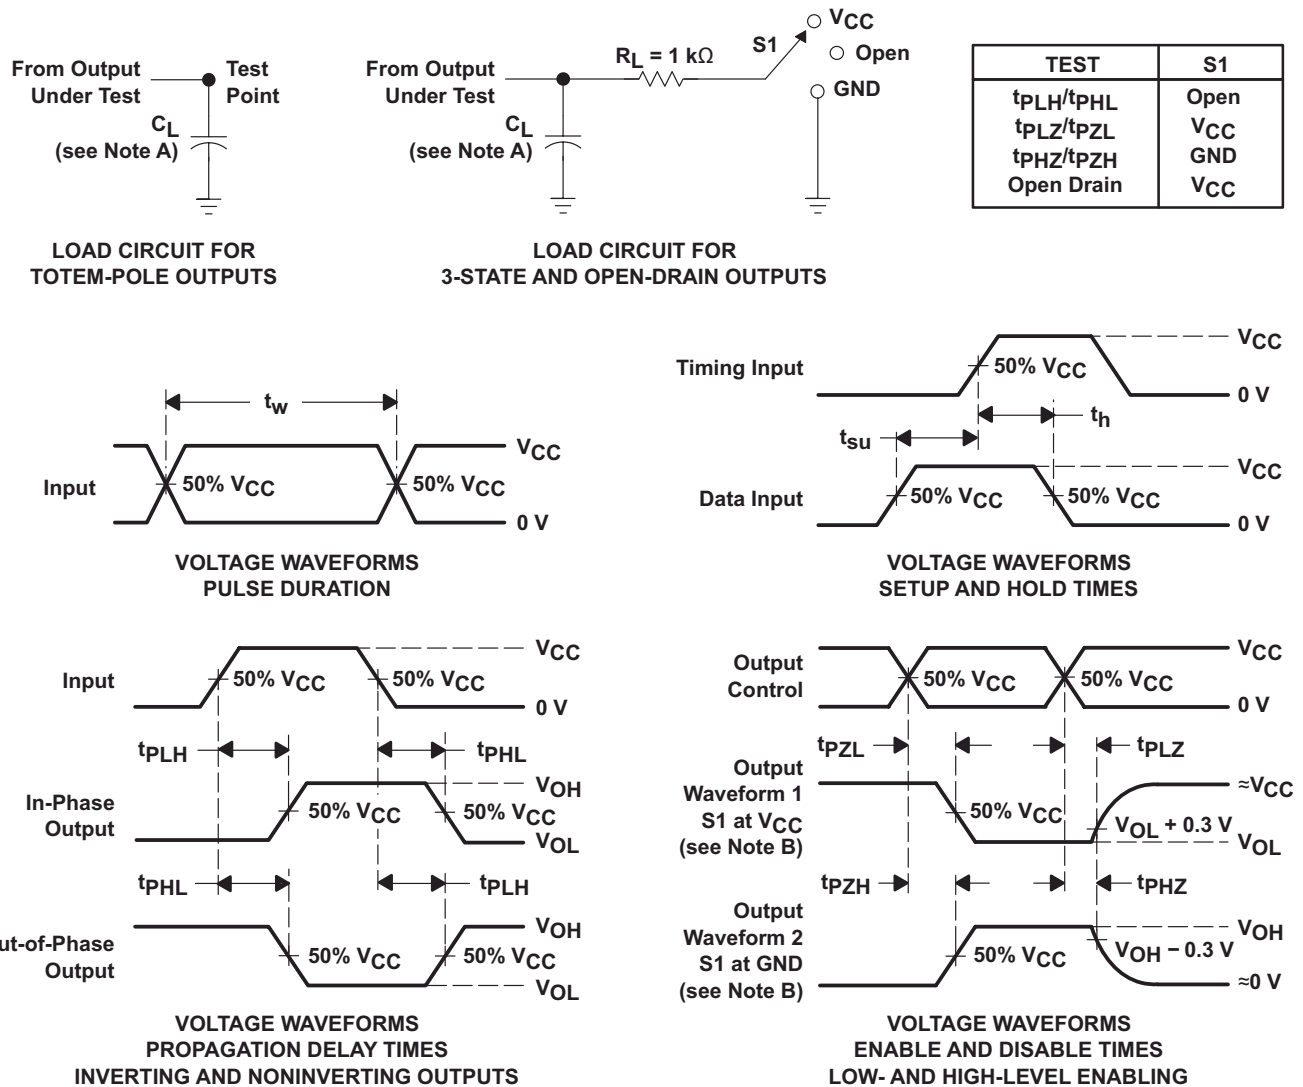 From Output
Under Test
Test
Point
CL
(see Note A)
LOAD CIRCUIT FOR
TOTEM-POLE OUTPUTS
From Output
Under Test
RL = 1 kΩ
S1
VCC
Open
GND
CL
(see Note A)
LOAD CIRCUIT FOR
3-STATE AND OPEN-DRAIN OUTPUTS
TEST S1
tPLH/tPHL Open
tPLZ/tPZL VCC
tPHZ/tPZH GND
Open Drain VCC
tw
Input
50% VCC
50% VCC
VCC
0 V
VOLTAGE WAVEFORMS
PULSE DURATION
Timing Input
50% VCC
VCC
0 V
tsu
th
Data Input
50% VCC
50% VCC
VCC
0 V
VOLTAGE WAVEFORMS
SETUP AND HOLD TIMES
Input
50% VCC
50% VCC
VCC
0 V
tPLH
tPHL
In-Phase
Output
50% VCC
50% VCC
VOH
VOL
tPHL
tPLH
ut-of-Phase
Output
50% VCC
50% VCC
VOH
VOL
VOLTAGE WAVEFORMS
PROPAGATION DELAY TIMES
INVERTING AND NONINVERTING OUTPUTS
Output
Control
50% VCC
50% VCC
VCC
0 V
tPZL
tPLZ
Output
Waveform 1
S1 at VCC
(see Note B)
50% VCC
VOL + 0.3 V
≈VCC
VOL
tPZH
tPHZ
Output
Waveform 2
S1 at GND
(see Note B)
50% VCC
VOH − 0.3 V
VOH
≈0 V
VOLTAGE WAVEFORMS
ENABLE AND DISABLE TIMES
LOW- AND HIGH-LEVEL ENABLING